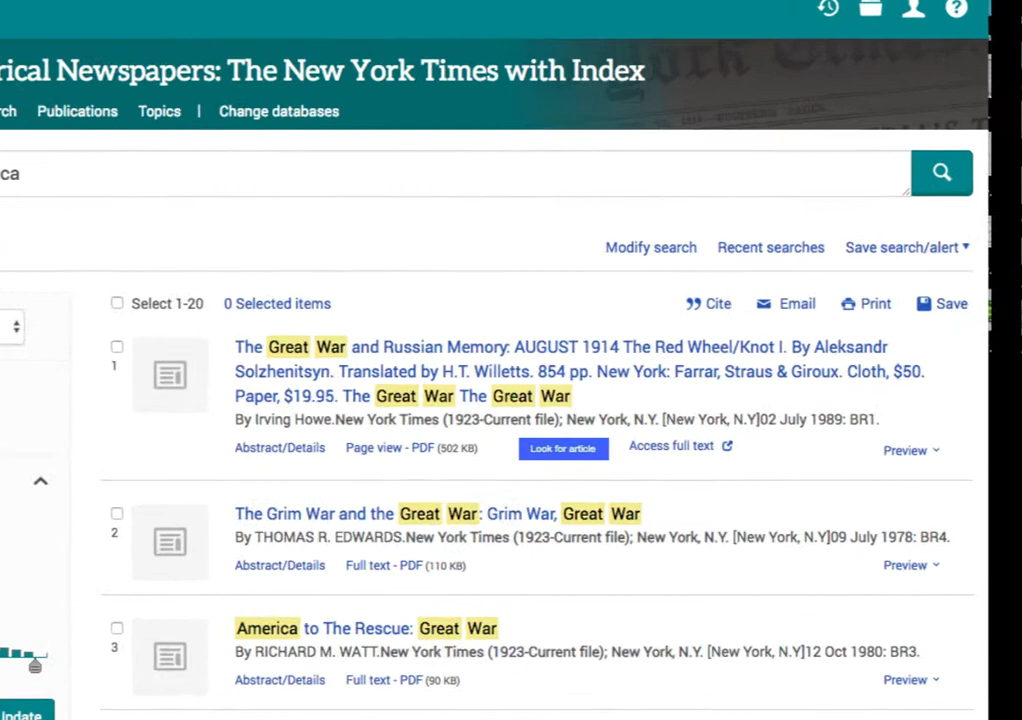 rical Newspapers: The New York Times with Index
rch Publications Topics | Change databases
ca
Modify search Recent searches Save search/alert
Select 1-20 0 Selected items Cite Email Print Save
1
The Great War and Russian Memory: AUGUST 1914 The Red Wheel/Knot I. By Aleksandr
Solzhenitsyn. Translated by H.T. Willetts. 854 pp. New York: Farrar, Straus & Giroux. Cloth, $50.
Paper, $19.95. The Great War The Great War
By Irving Howe.New York Times (1923-Current file); New York, N.Y. [New York, N.Y]02 July 1989: BR1.
Abstract/Details Page view - PDF (502 KB) Look for article Access full text Preview
2
The Grim War and the Great War: Grim War, Great War
By THOMAS R. EDWARDS.New York Times (1923-Current file); New York, N.Y. [New York, N.Y]09 July 1978: BR4.
Abstract/Details Full text - PDF (110 KB) Preview
3
America to The Rescue: Great War
By RICHARD M. WATT.New York Times (1923-Current file); New York, N.Y. [New York, N.Y]12 Oct 1980: BR3.
Abstract/Details Full text - PDF (90 KB) Preview
Update